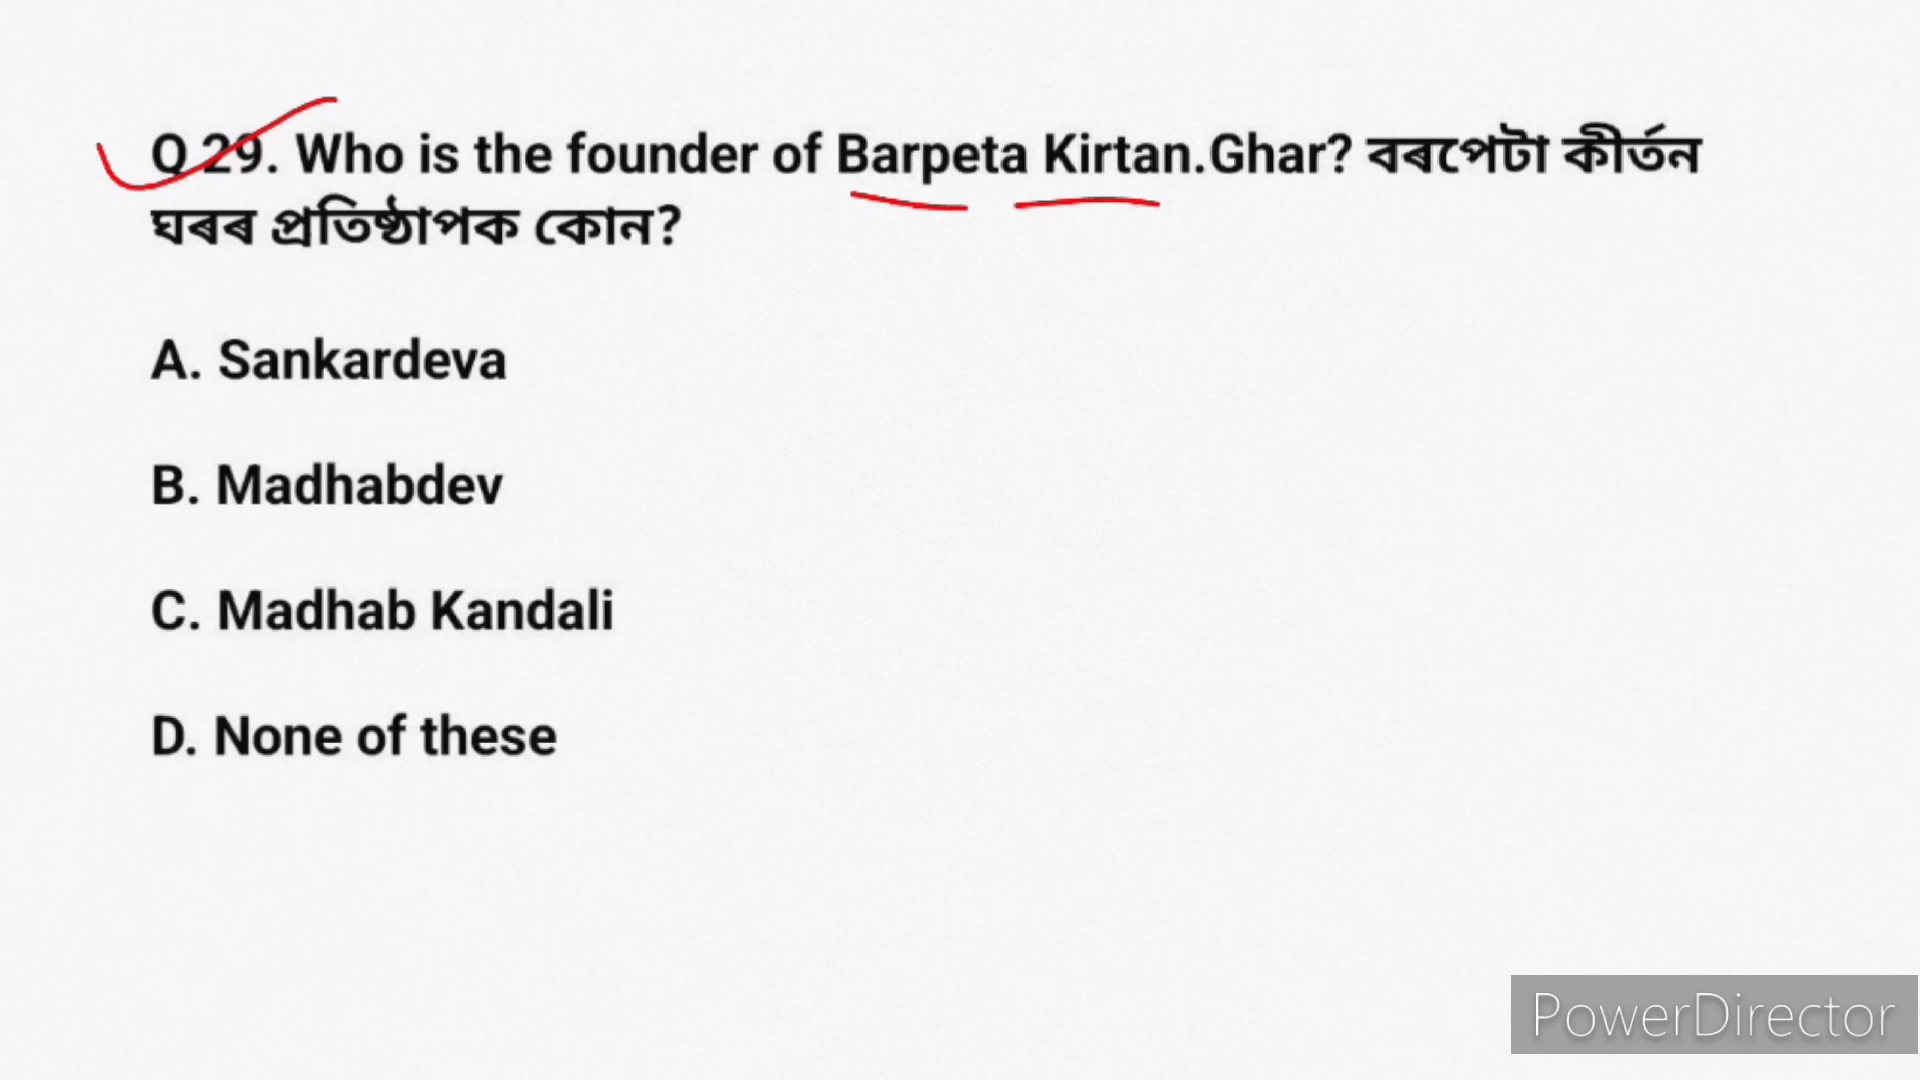 Q 29. Who is the founder of Barpeta Kirtan.Ghar? বৰপেটা কীৰ্তন
ঘৰৰ প্ৰতিষ্ঠাপক কোন?
A. Sankardeva
B. Madhabdev
C. Madhab Kandali
D. None of these
PowerDirector